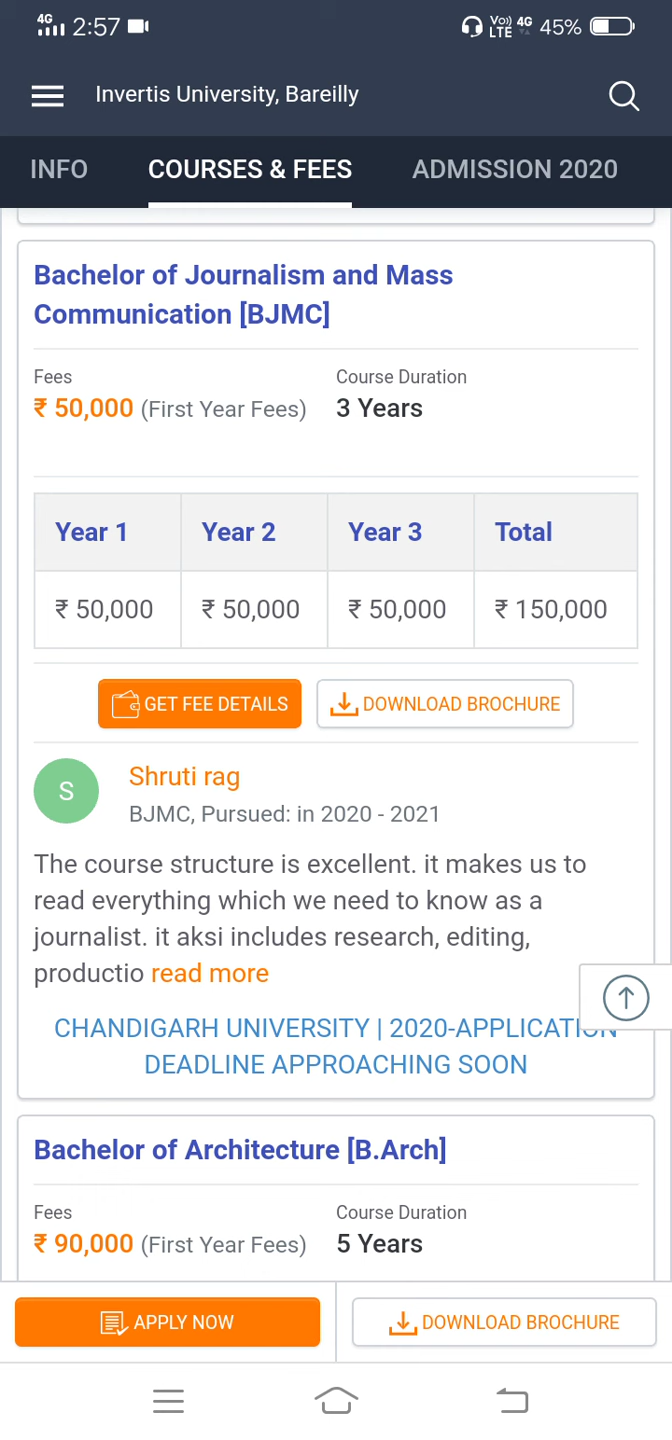 4G 2:57 Vo)) LTE 4G 45%
Invertis University, Bareilly
INFO COURSES & FEES ADMISSION 2020
Bachelor of Journalism and Mass
Communication [BJMC]
Fees Course Duration
₹ 50,000 (First Year Fees) 3 Years
Year 1 Year 2 Year 3 Total
₹ 50,000 ₹ 50,000 ₹ 50,000 ₹ 150,000
GET FEE DETAILS DOWNLOAD BROCHURE
S Shruti rag
BJMC, Pursued: in 2020 - 2021
The course structure is excellent. it makes us to
read everything which we need to know as a
journalist. it aksi includes research, editing,
productio read more
CHANDIGARH UNIVERSITY | 2020-APPLICATION
DEADLINE APPROACHING SOON
Bachelor of Architecture [B.Arch]
Fees Course Duration
₹ 90,000 (First Year Fees) 5 Years
APPLY NOW DOWNLOAD BROCHURE